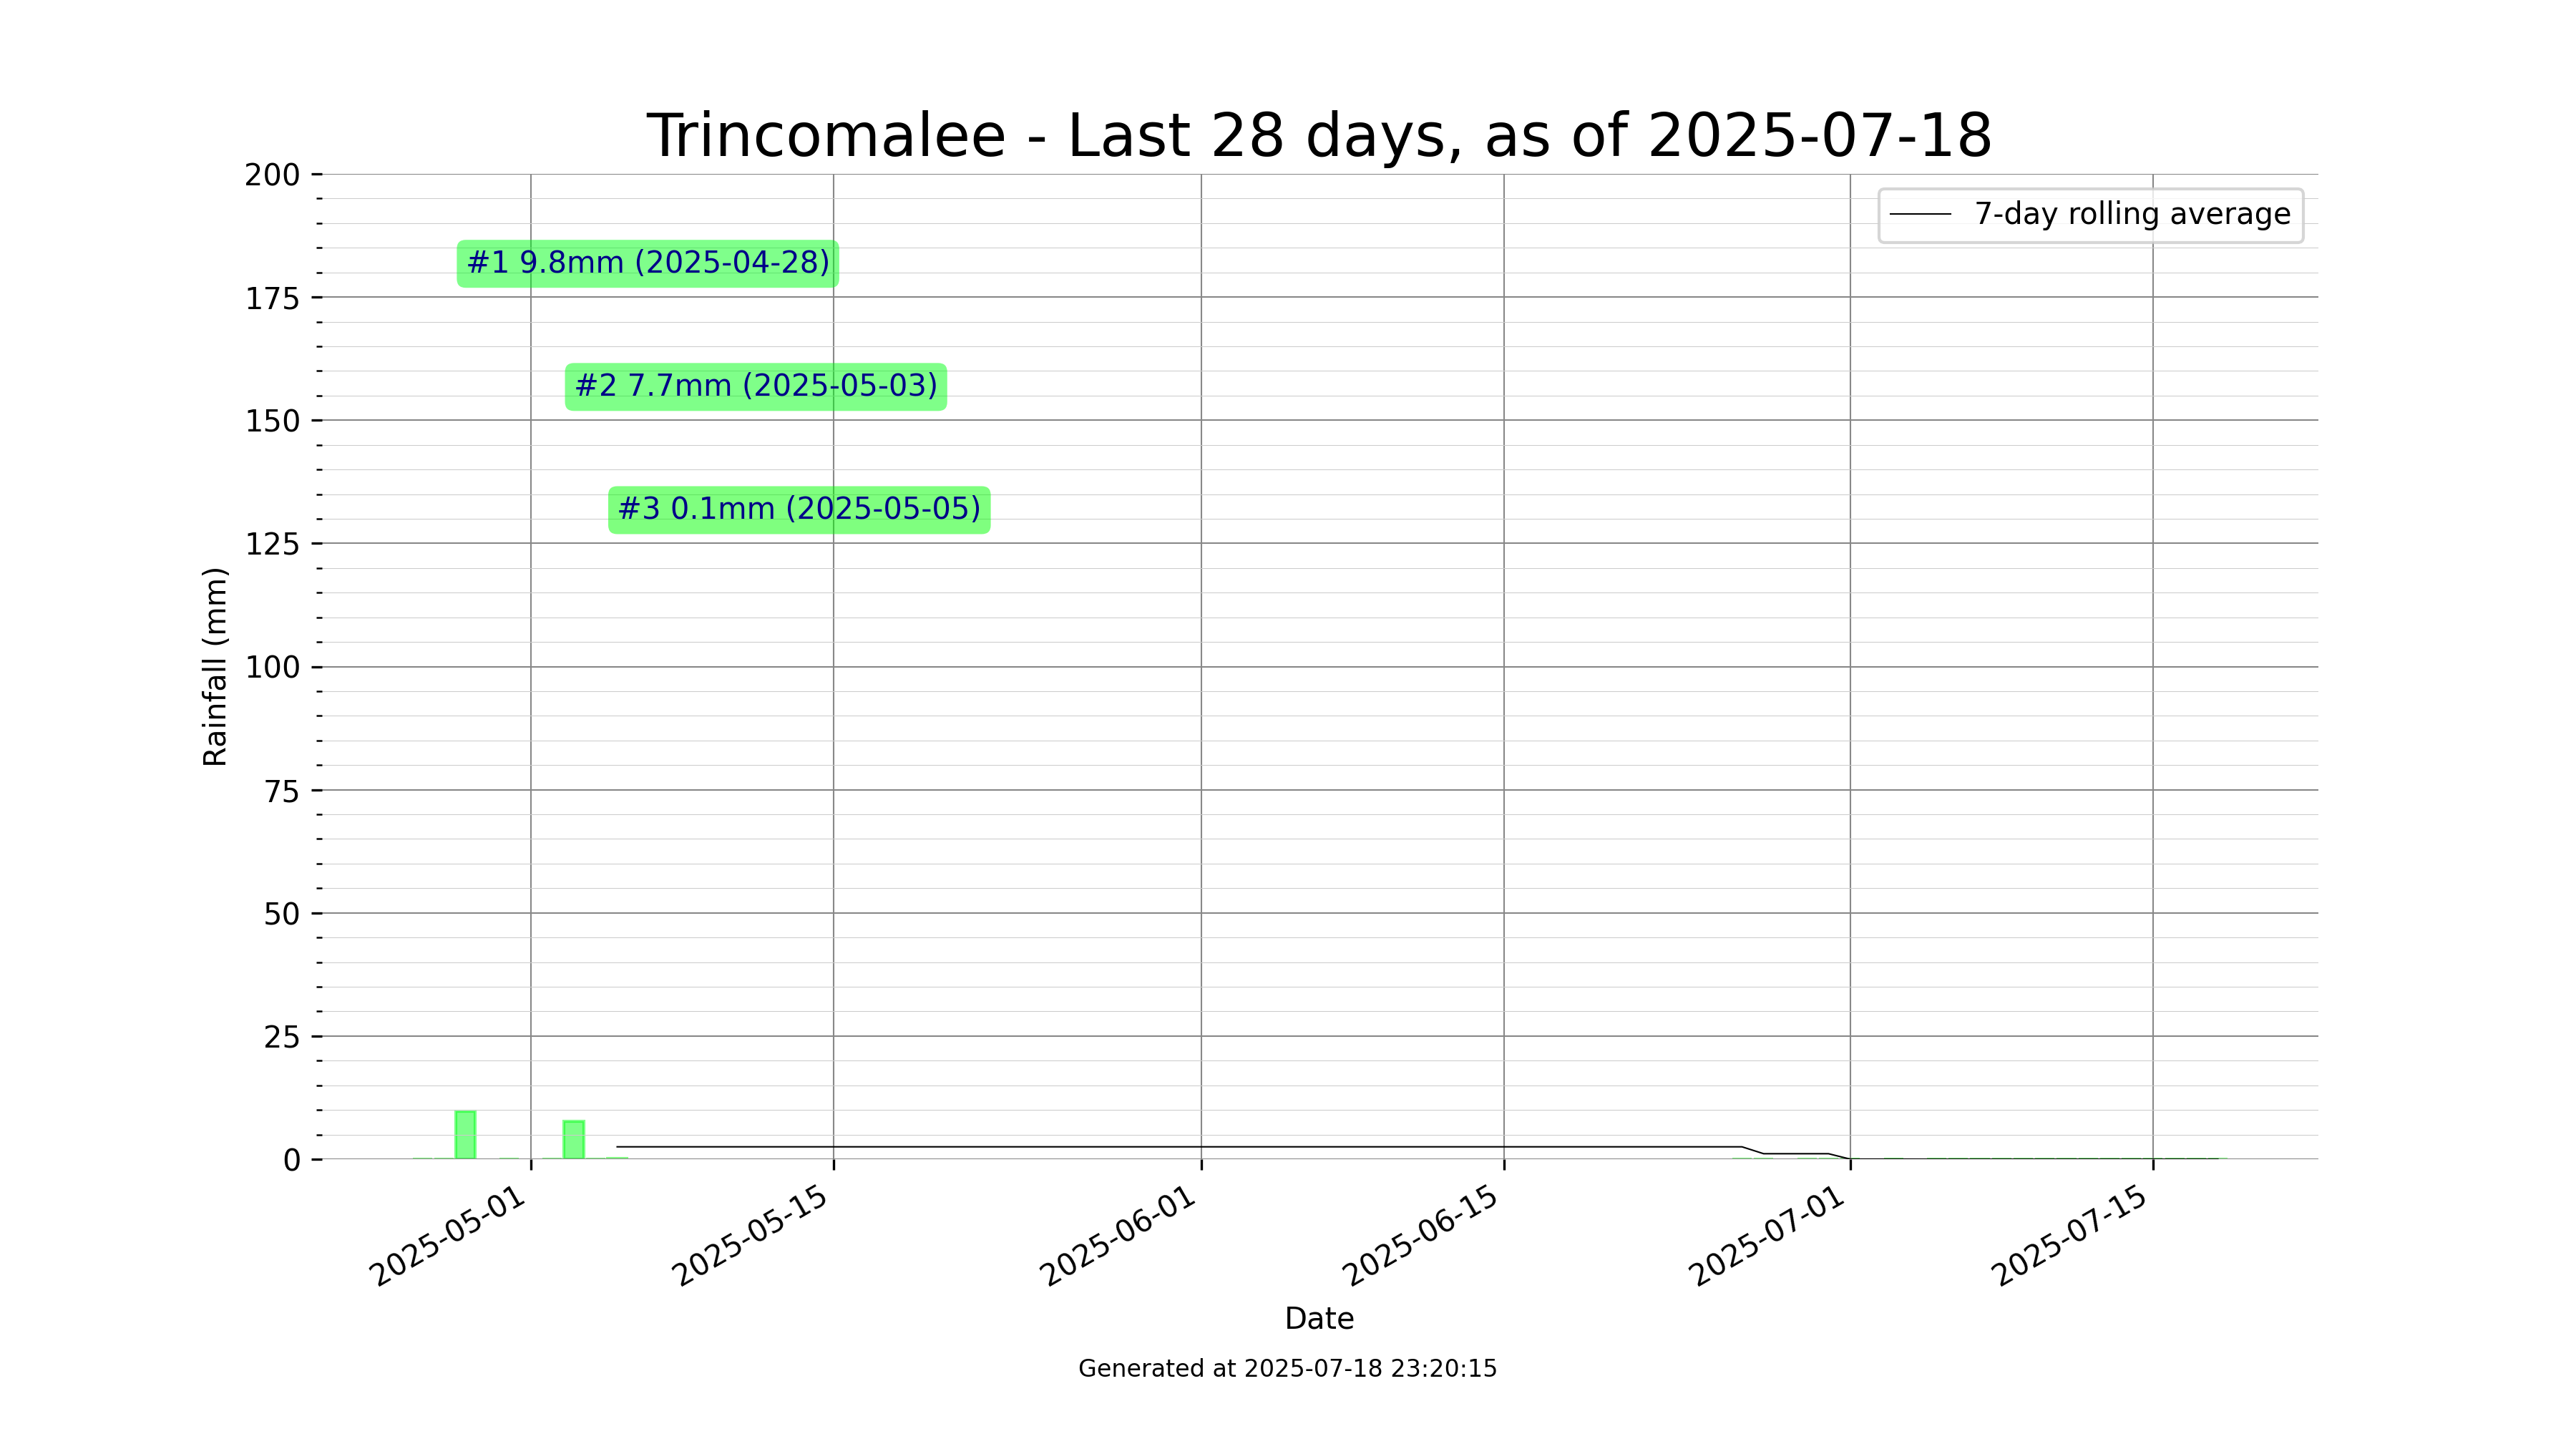 Trincomalee - Last 28 days, as of 2025-07-18
7-day rolling average
#1 9.8mm (2025-04-28)
#2 7.7mm (2025-05-03)
#3 0.1mm (2025-05-05)
Rainfall (mm)
200
175
150
125
100
75
50
25
0
2025-05-01
2025-05-15
2025-06-01
2025-06-15
2025-07-01
2025-07-15
Date
Generated at 2025-07-18 23:20:15